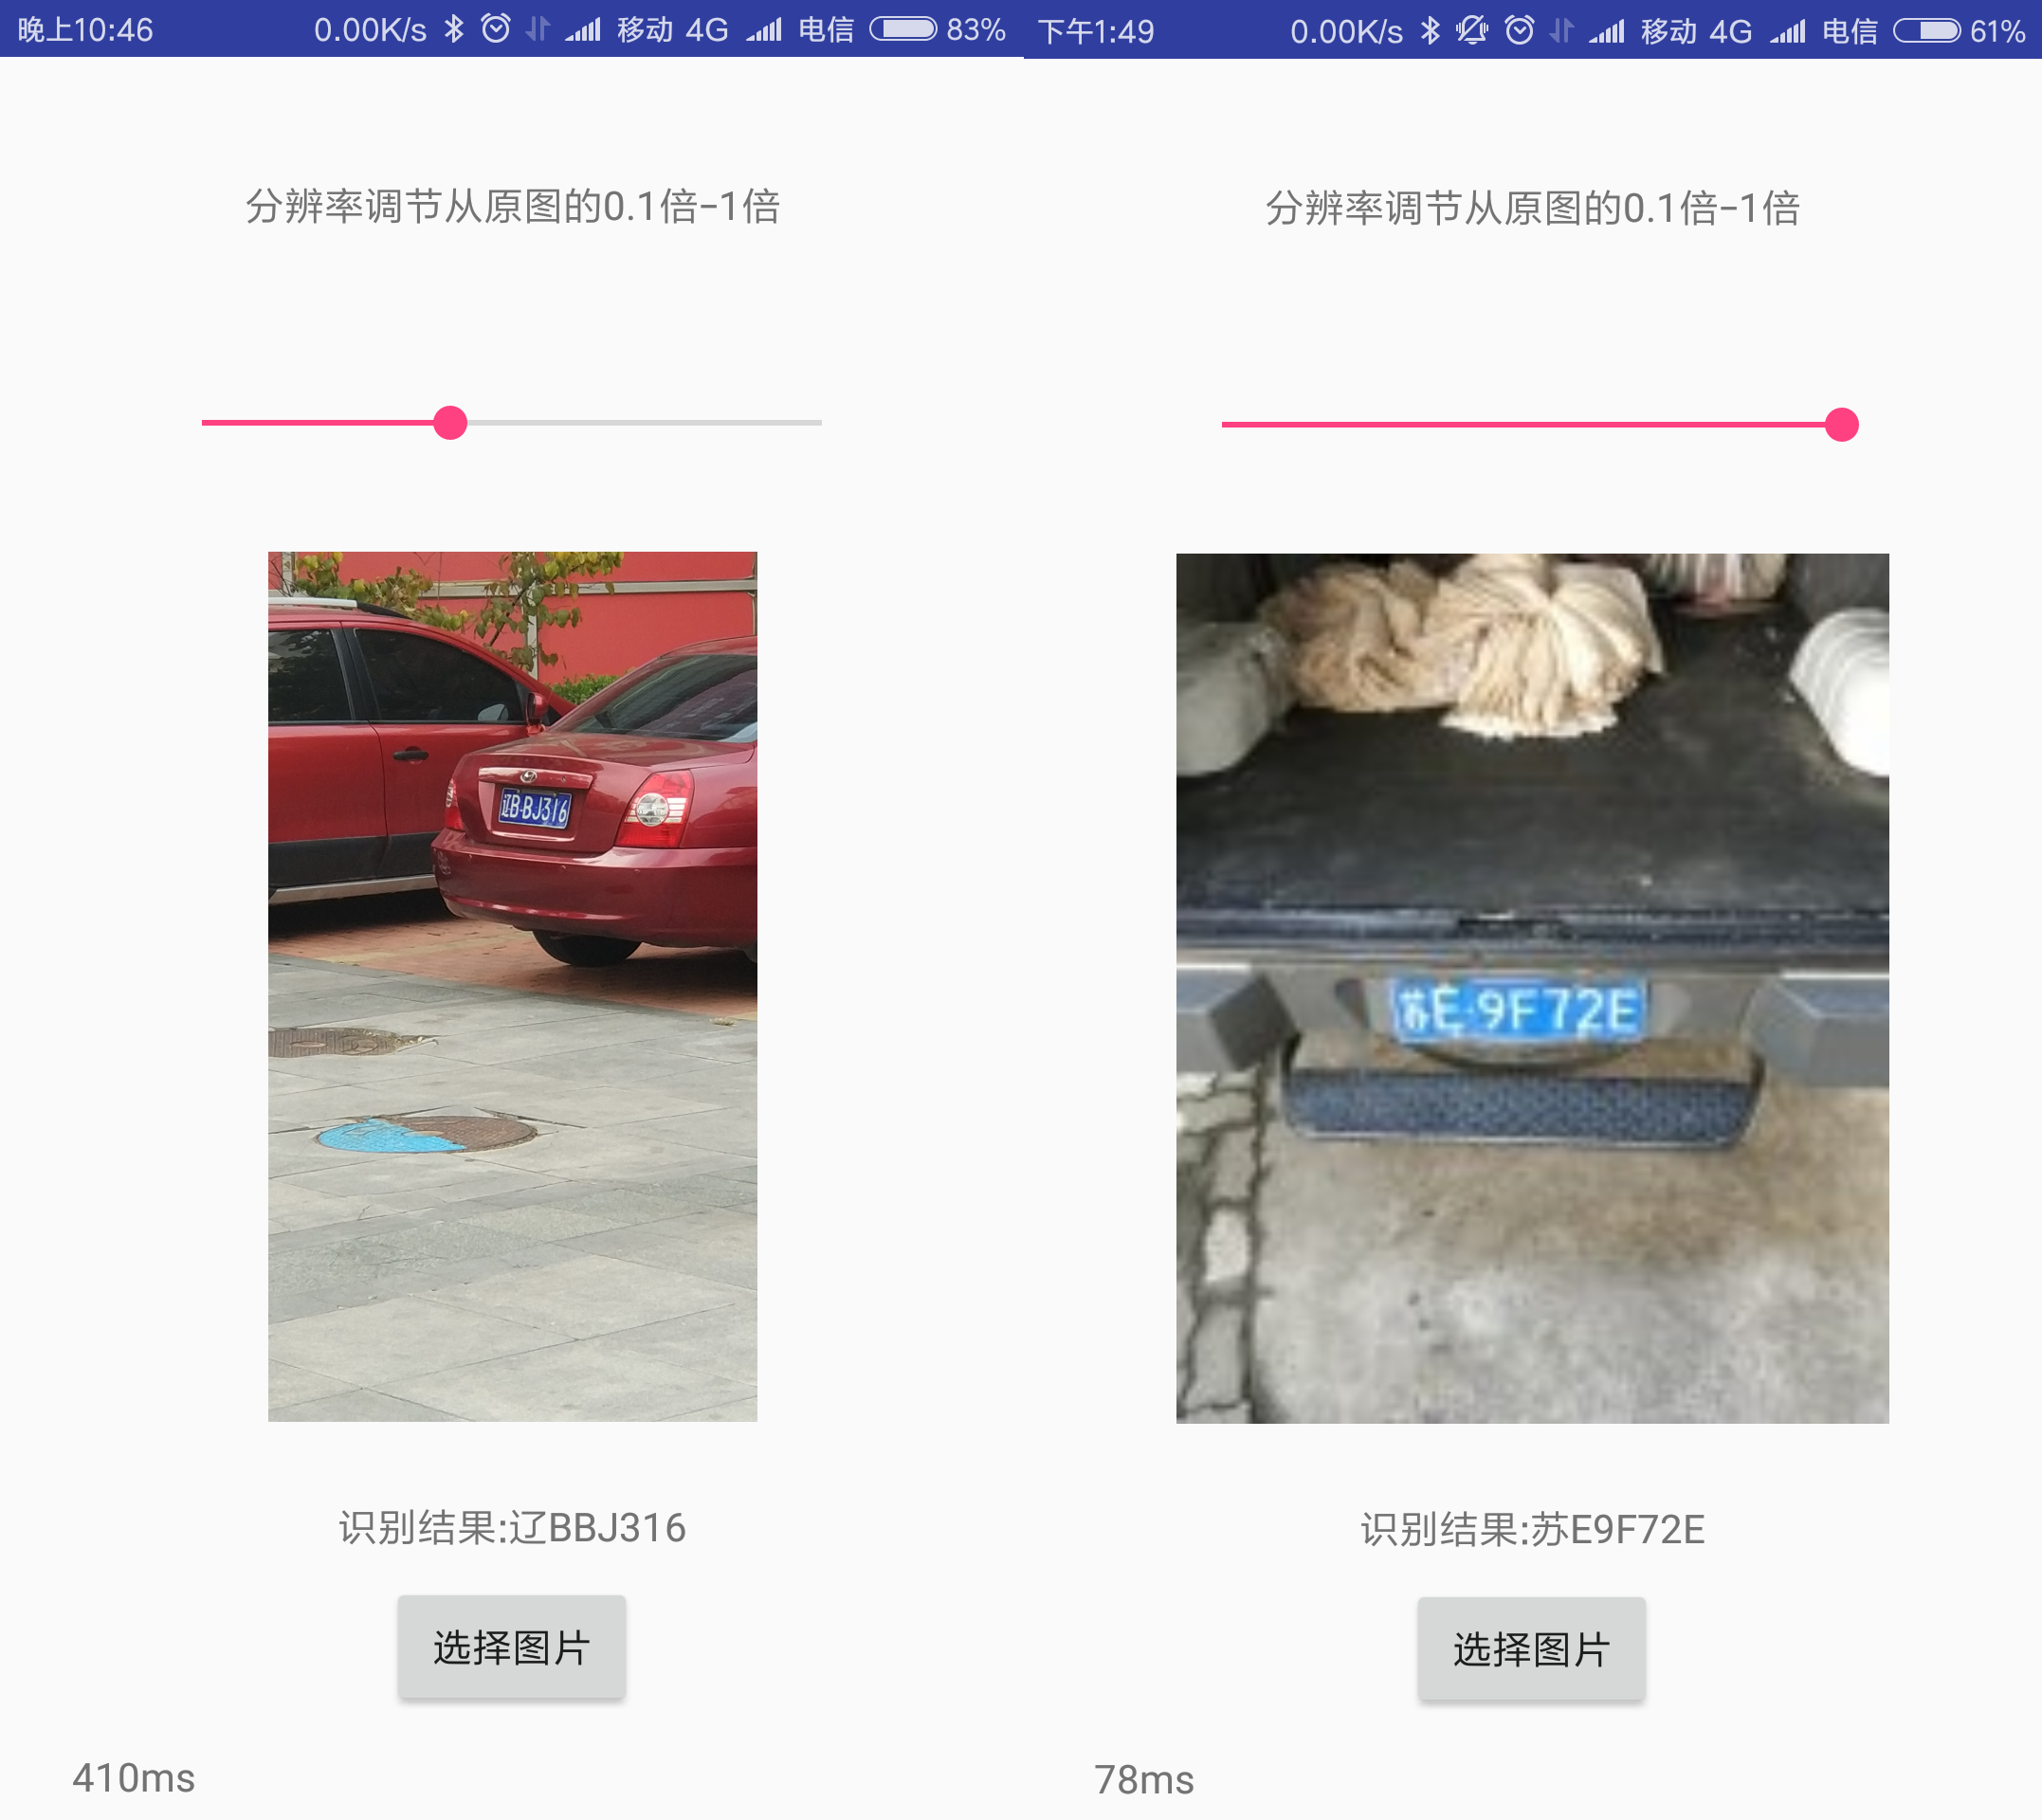 晚上10:46 0.00K/s 移动 4G 电信 83%
分辨率调节从原图的0.1倍-1倍
辽B·BJ316
识别结果:辽BBJ316
选择图片
410ms
下午1:49 0.00K/s 移动 4G 电信 61%
分辨率调节从原图的0.1倍-1倍
苏E·9F72E
识别结果:苏E9F72E
选择图片
78ms